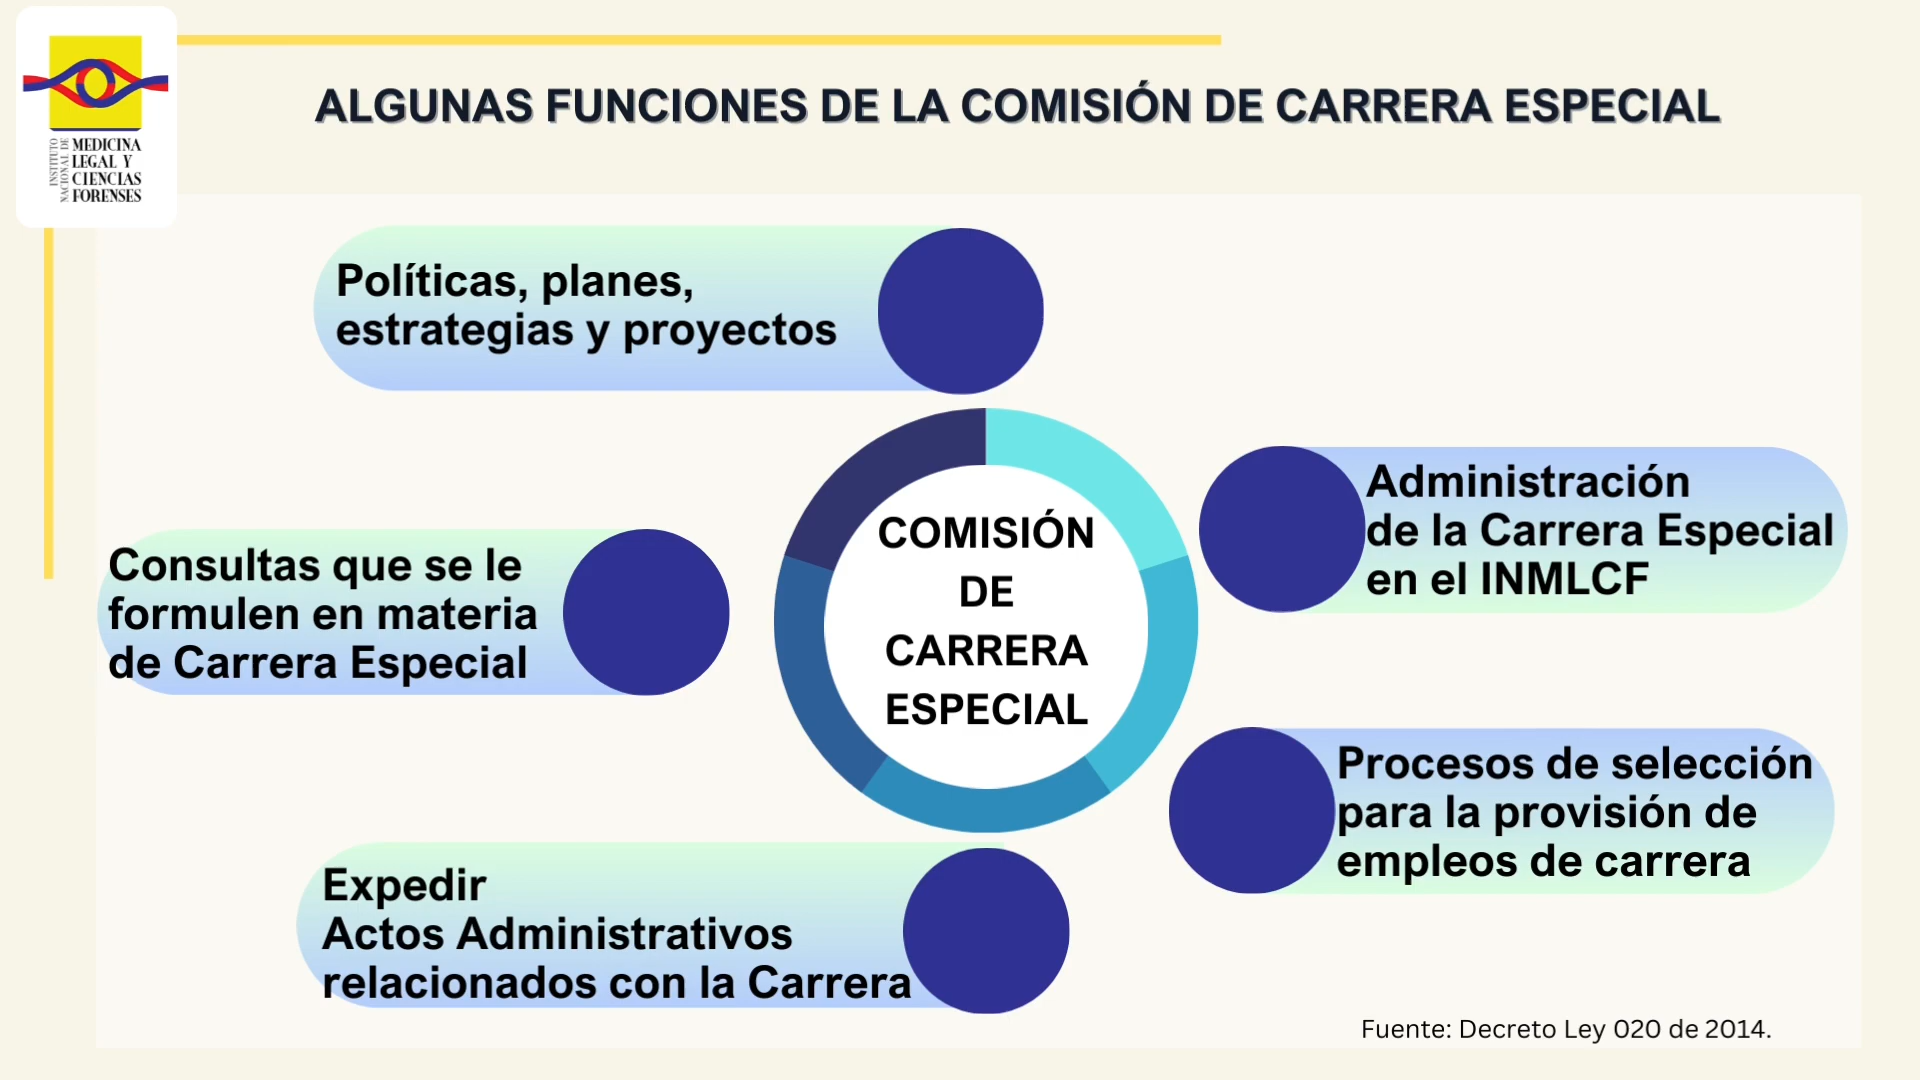 INSTITUTO
NACIONAL DE
MEDICINA
LEGAL Y
CIENCIAS
FORENSES
ALGUNAS FUNCIONES DE LA COMISIÓN DE CARRERA ESPECIAL
Políticas, planes,
estrategias y proyectos
Administración
de la Carrera Especial
en el INMLCF
Consultas que se le
formulen en materia
de Carrera Especial
COMISIÓN
DE
CARRERA
ESPECIAL
Procesos de selección
para la provisión de
empleos de carrera
Expedir
Actos Administrativos
relacionados con la Carrera
Fuente: Decreto Ley 020 de 2014.